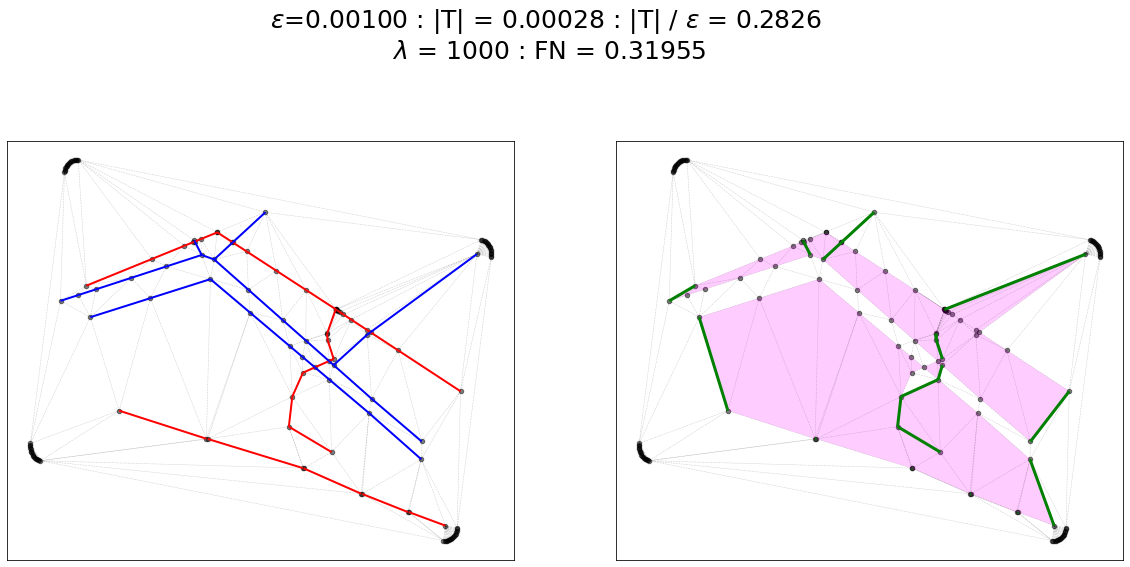 ε=0.00100 : |T| = 0.00028 : |T| / ε = 0.2826
λ = 1000 : FN = 0.31955